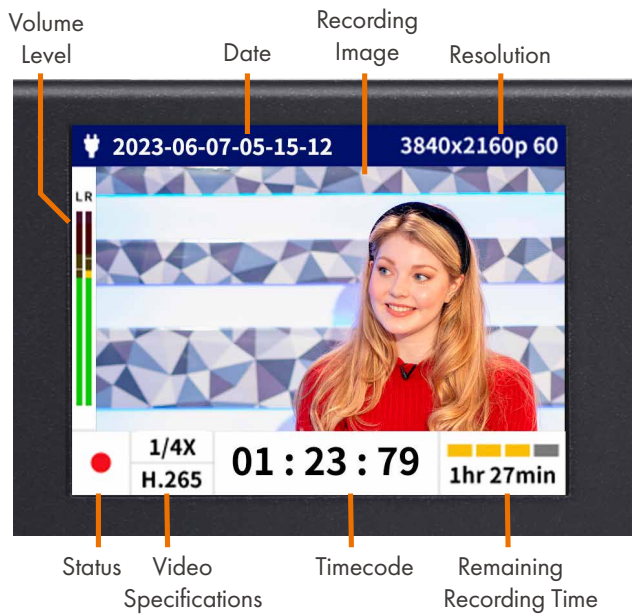 Volume
Level
Date
Recording
Image
Resolution
2023-06-07-05-15-12
3840x2160p 60
L R
1/4X
H.265
01 : 23 : 79
1hr 27min
Status
Video
Specifications
Timecode
Remaining
Recording Time